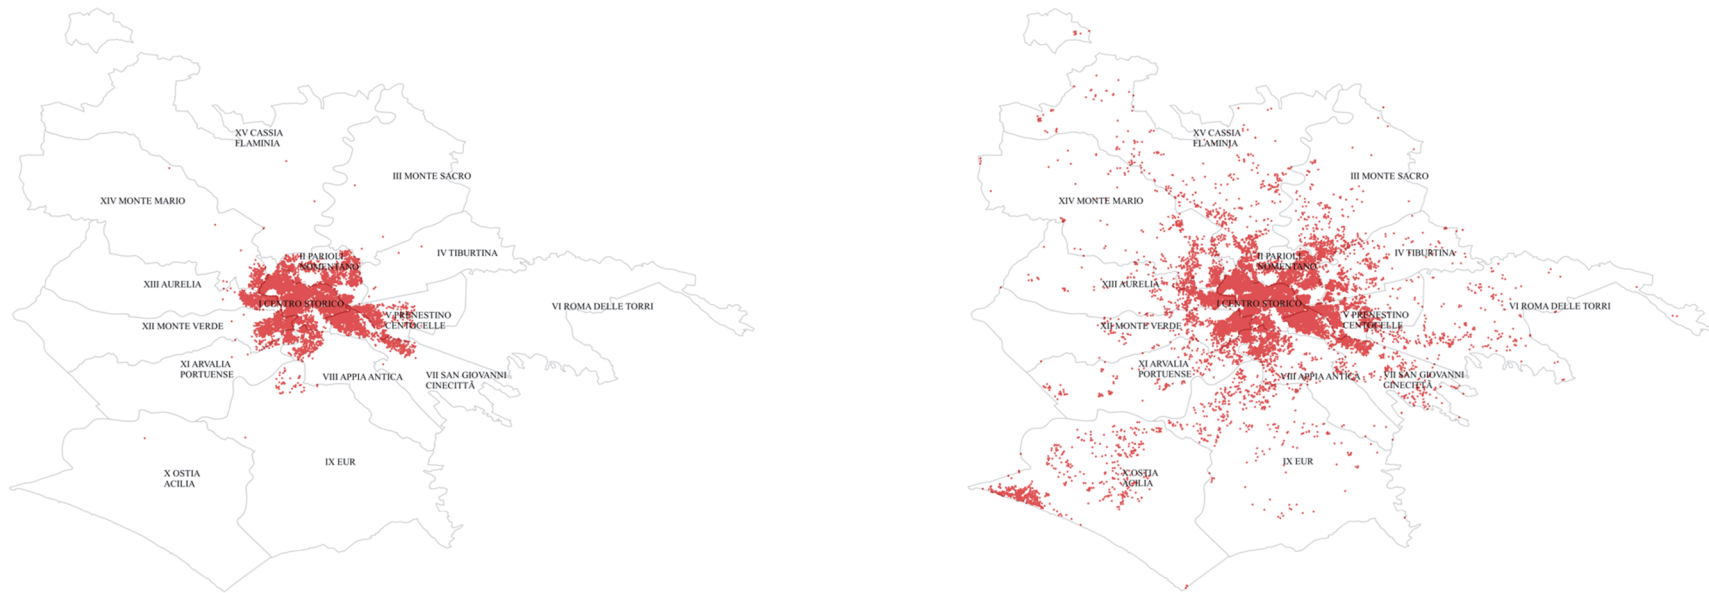 XV CASSIA
FLAMINIA
III MONTE SACRO
XIV MONTE MARIO
II PARIOLI
NOMENTANO
IV TIBURTINA
XIII AURELIA
I CENTRO STORICO
VI ROMA DELLE TORRI
V PRENESTINO
CENTOCELLE
XII MONTE VERDE
XI ARVALIA
PORTUENSE
VIII APPIA ANTICA
VII SAN GIOVANNI
CINECITTÀ
IX EUR
X OSTIA
ACILIA
XV CASSIA
FLAMINIA
III MONTE SACRO
XIV MONTE MARIO
II PARIOLI
NOMENTANO
IV TIBURTINA
XIII AURELIA
I CENTRO STORICO
VI ROMA DELLE TORRI
V PRENESTINO
CENTOCELLE
XII MONTE VERDE
XI ARVALIA
PORTUENSE
VIII APPIA ANTICA
VII SAN GIOVANNI
CINECITTÀ
IX EUR
X OSTIA
ACILIA